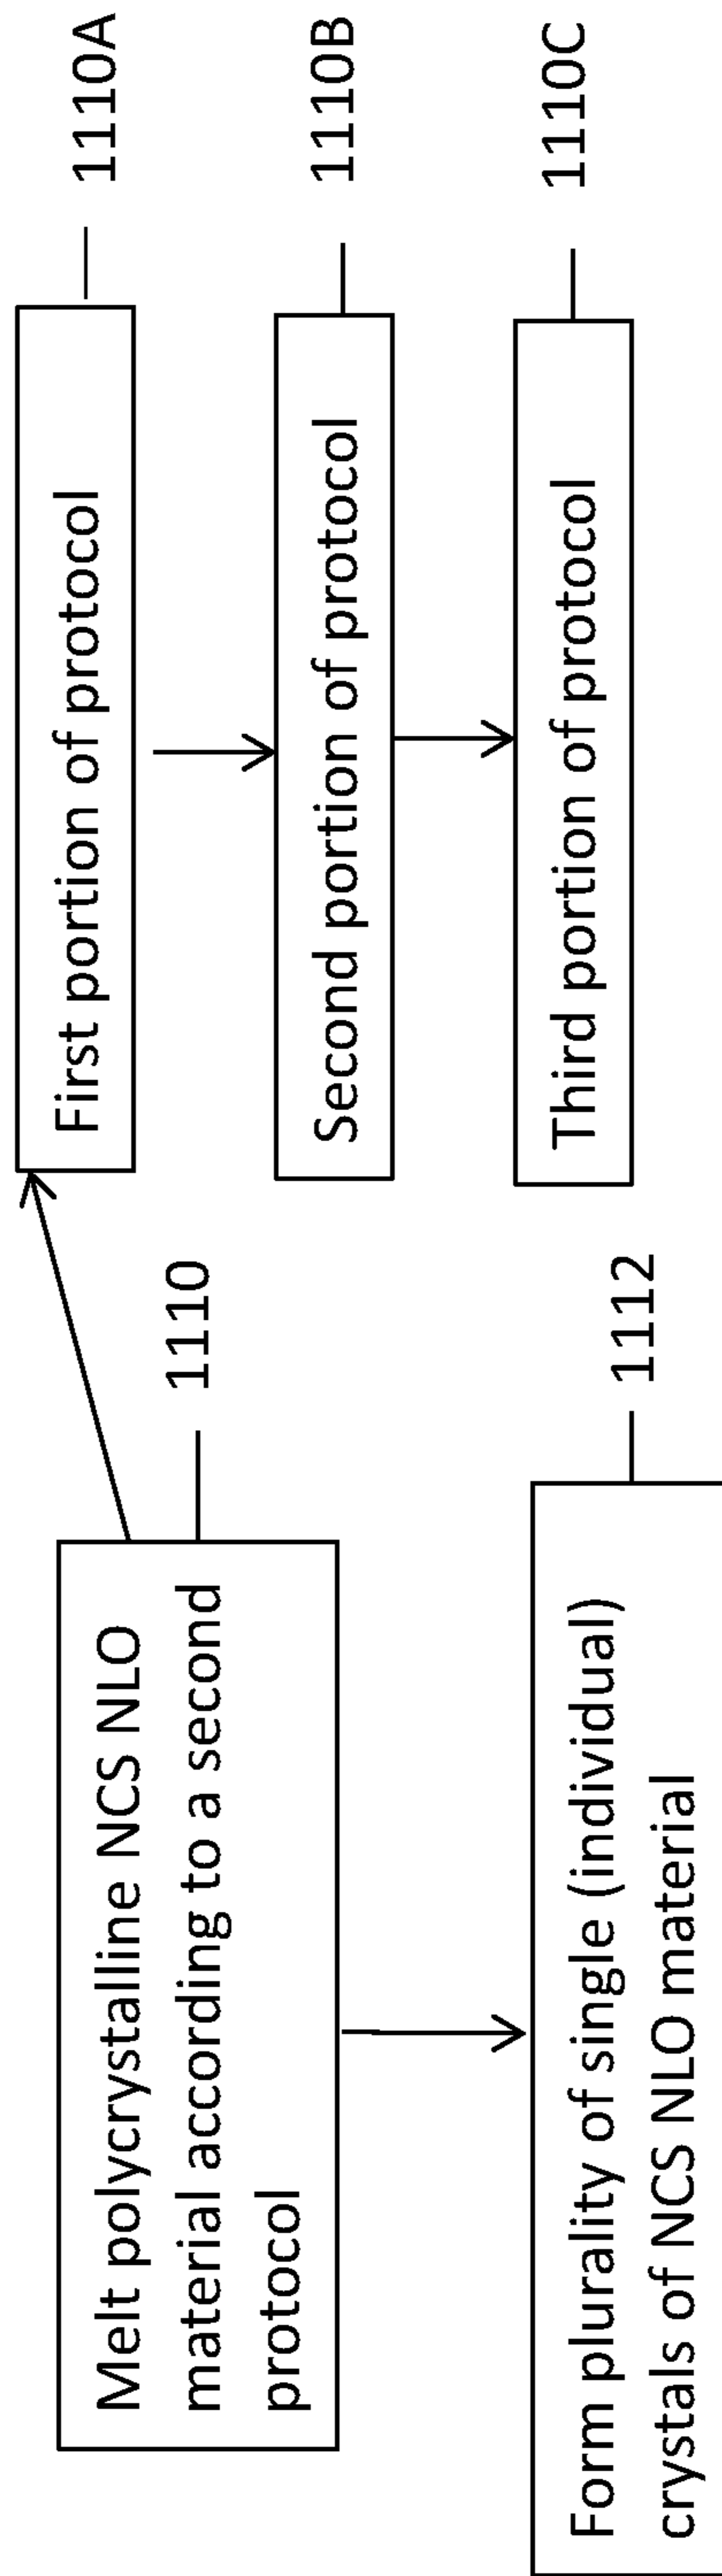 Melt polycrystalline NCS NLO
material according to a second
protocol
1110
First portion of protocol
1110A
Second portion of protocol
1110B
Third portion of protocol
1110C
Form plurality of single (individual)
crystals of NCS NLO material
1112